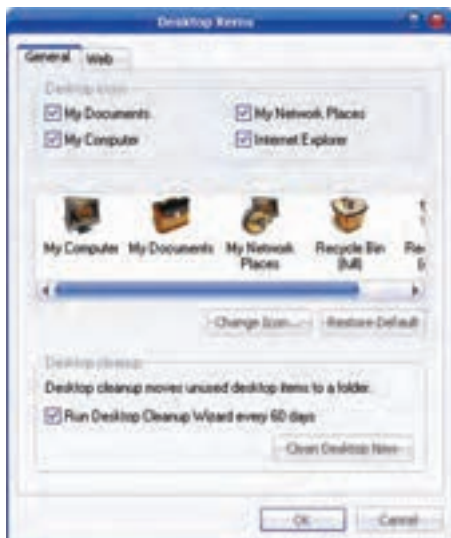 Desktop Items
General Web
Desktop icons
My Documents My Network Places
My Computer Internet Explorer
My Computer My Documents My Network Recycle Bin
Places (full)
Change Icon... Restore Default
Desktop cleanup
Desktop cleanup moves unused desktop items to a folder.
Run Desktop Cleanup Wizard every 60 days
Clean Desktop Now
OK Cancel